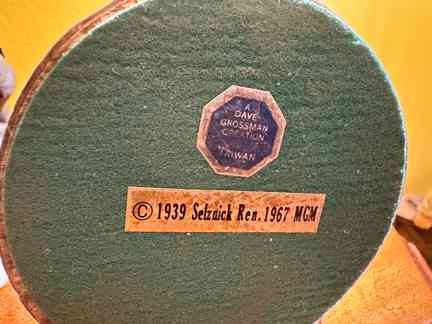 A
DAVE
GROSSMAN
CREATION
TAIWAN
© 1939 Selznick Ren. 1967 MGM